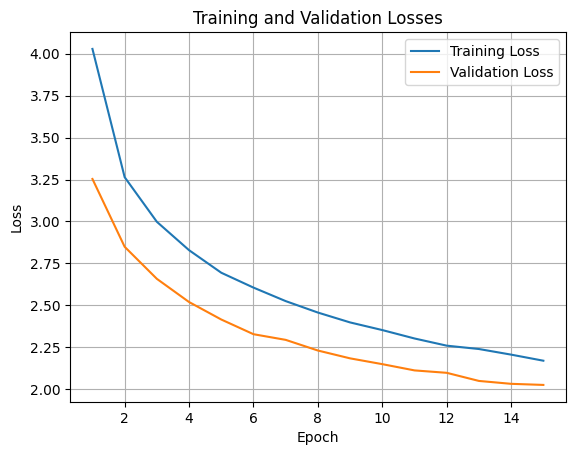 Training and Validation Losses
Training Loss
Validation Loss
Loss
4.00
3.75
3.50
3.25
3.00
2.75
2.50
2.25
2.00
2 4 6 8 10 12 14
Epoch